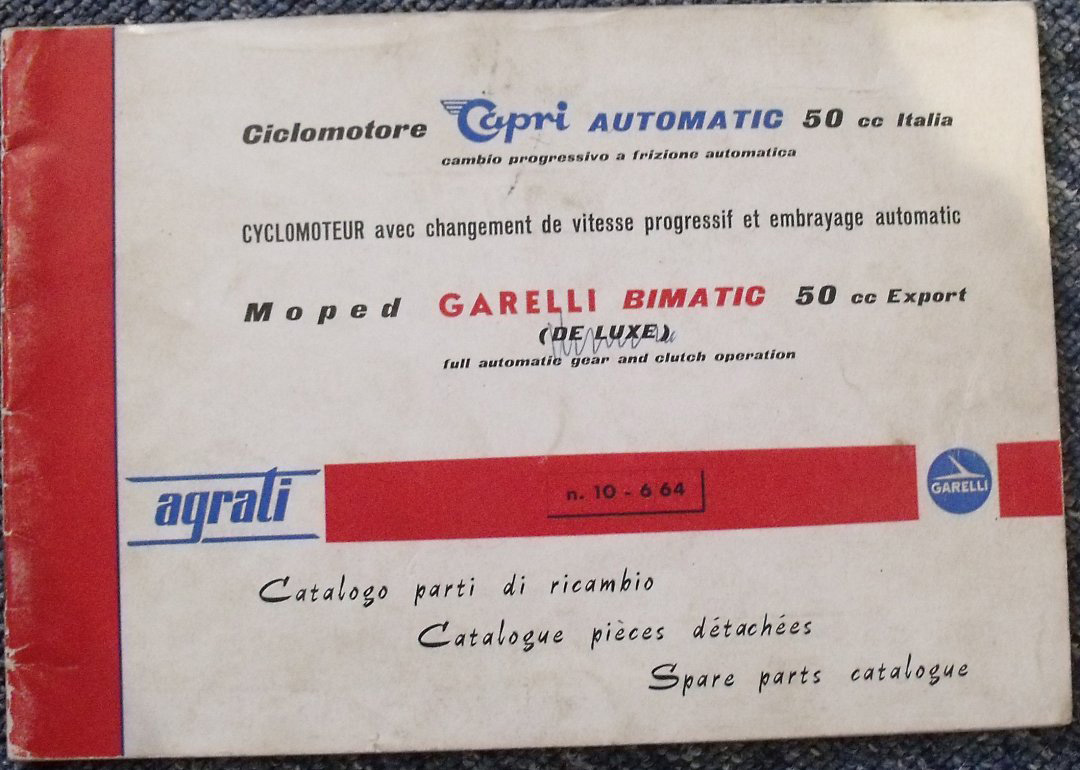 Ciclomotore Capri AUTOMATIC 50 cc Italia
cambio progressivo a frizione automatica
CYCLOMOTEUR avec changement de vitesse progressif et embrayage automatic
Moped GARELLI BIMATIC 50 cc Export
(DE LUXE)
full automatic gear and clutch operation
agrati
n. 10 - 6 64
GARELLI
Catalogo parti di ricambio
Catalogue pièces détachées
Spare parts catalogue